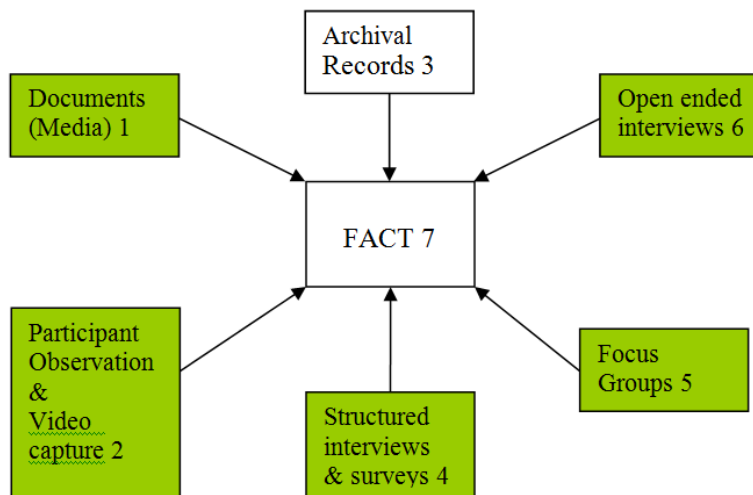 Archival
Records 3
Documents
(Media) 1
Open ended
interviews 6
FACT 7
Participant
Observation
&
Video
capture 2
Structured
interviews
& surveys 4
Focus
Groups 5